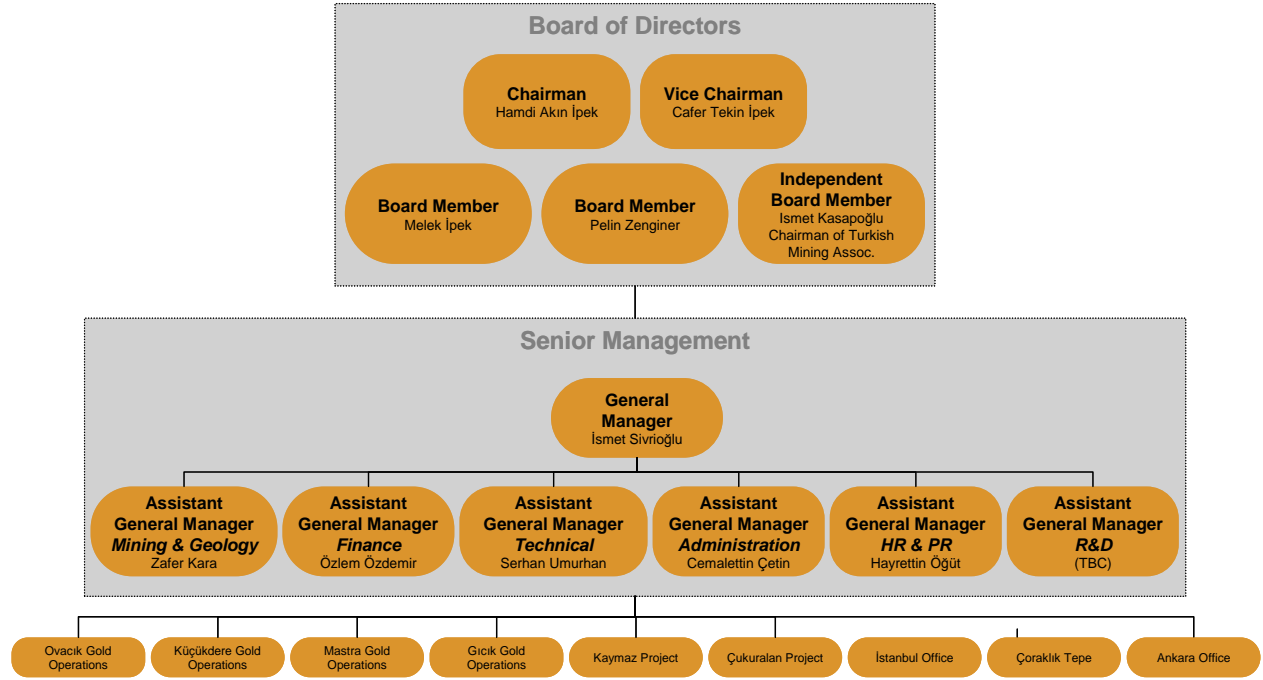 Board of Directors
Chairman
Hamdi Akın İpek
Vice Chairman
Cafer Tekin İpek
Board Member
Melek İpek
Board Member
Pelin Zenginer
Independent
Board Member
Ismet Kasapoğlu
Chairman of Turkish
Mining Assoc.
Senior Management
General
Manager
İsmet Sivrioğlu
Assistant
General Manager
Mining & Geology
Zafer Kara
Assistant
General Manager
Finance
Özlem Özdemir
Assistant
General Manager
Technical
Serhan Umurhan
Assistant
General Manager
Administration
Cemalettin Çetin
Assistant
General Manager
HR & PR
Hayrettin Öğüt
Assistant
General Manager
R&D
(TBC)
Ovacık Gold
Operations
Küçükdere Gold
Operations
Mastra Gold
Operations
Gıcık Gold
Operations
Kaymaz Project
Çukuralan Project
İstanbul Office
Çoraklık Tepe
Ankara Office